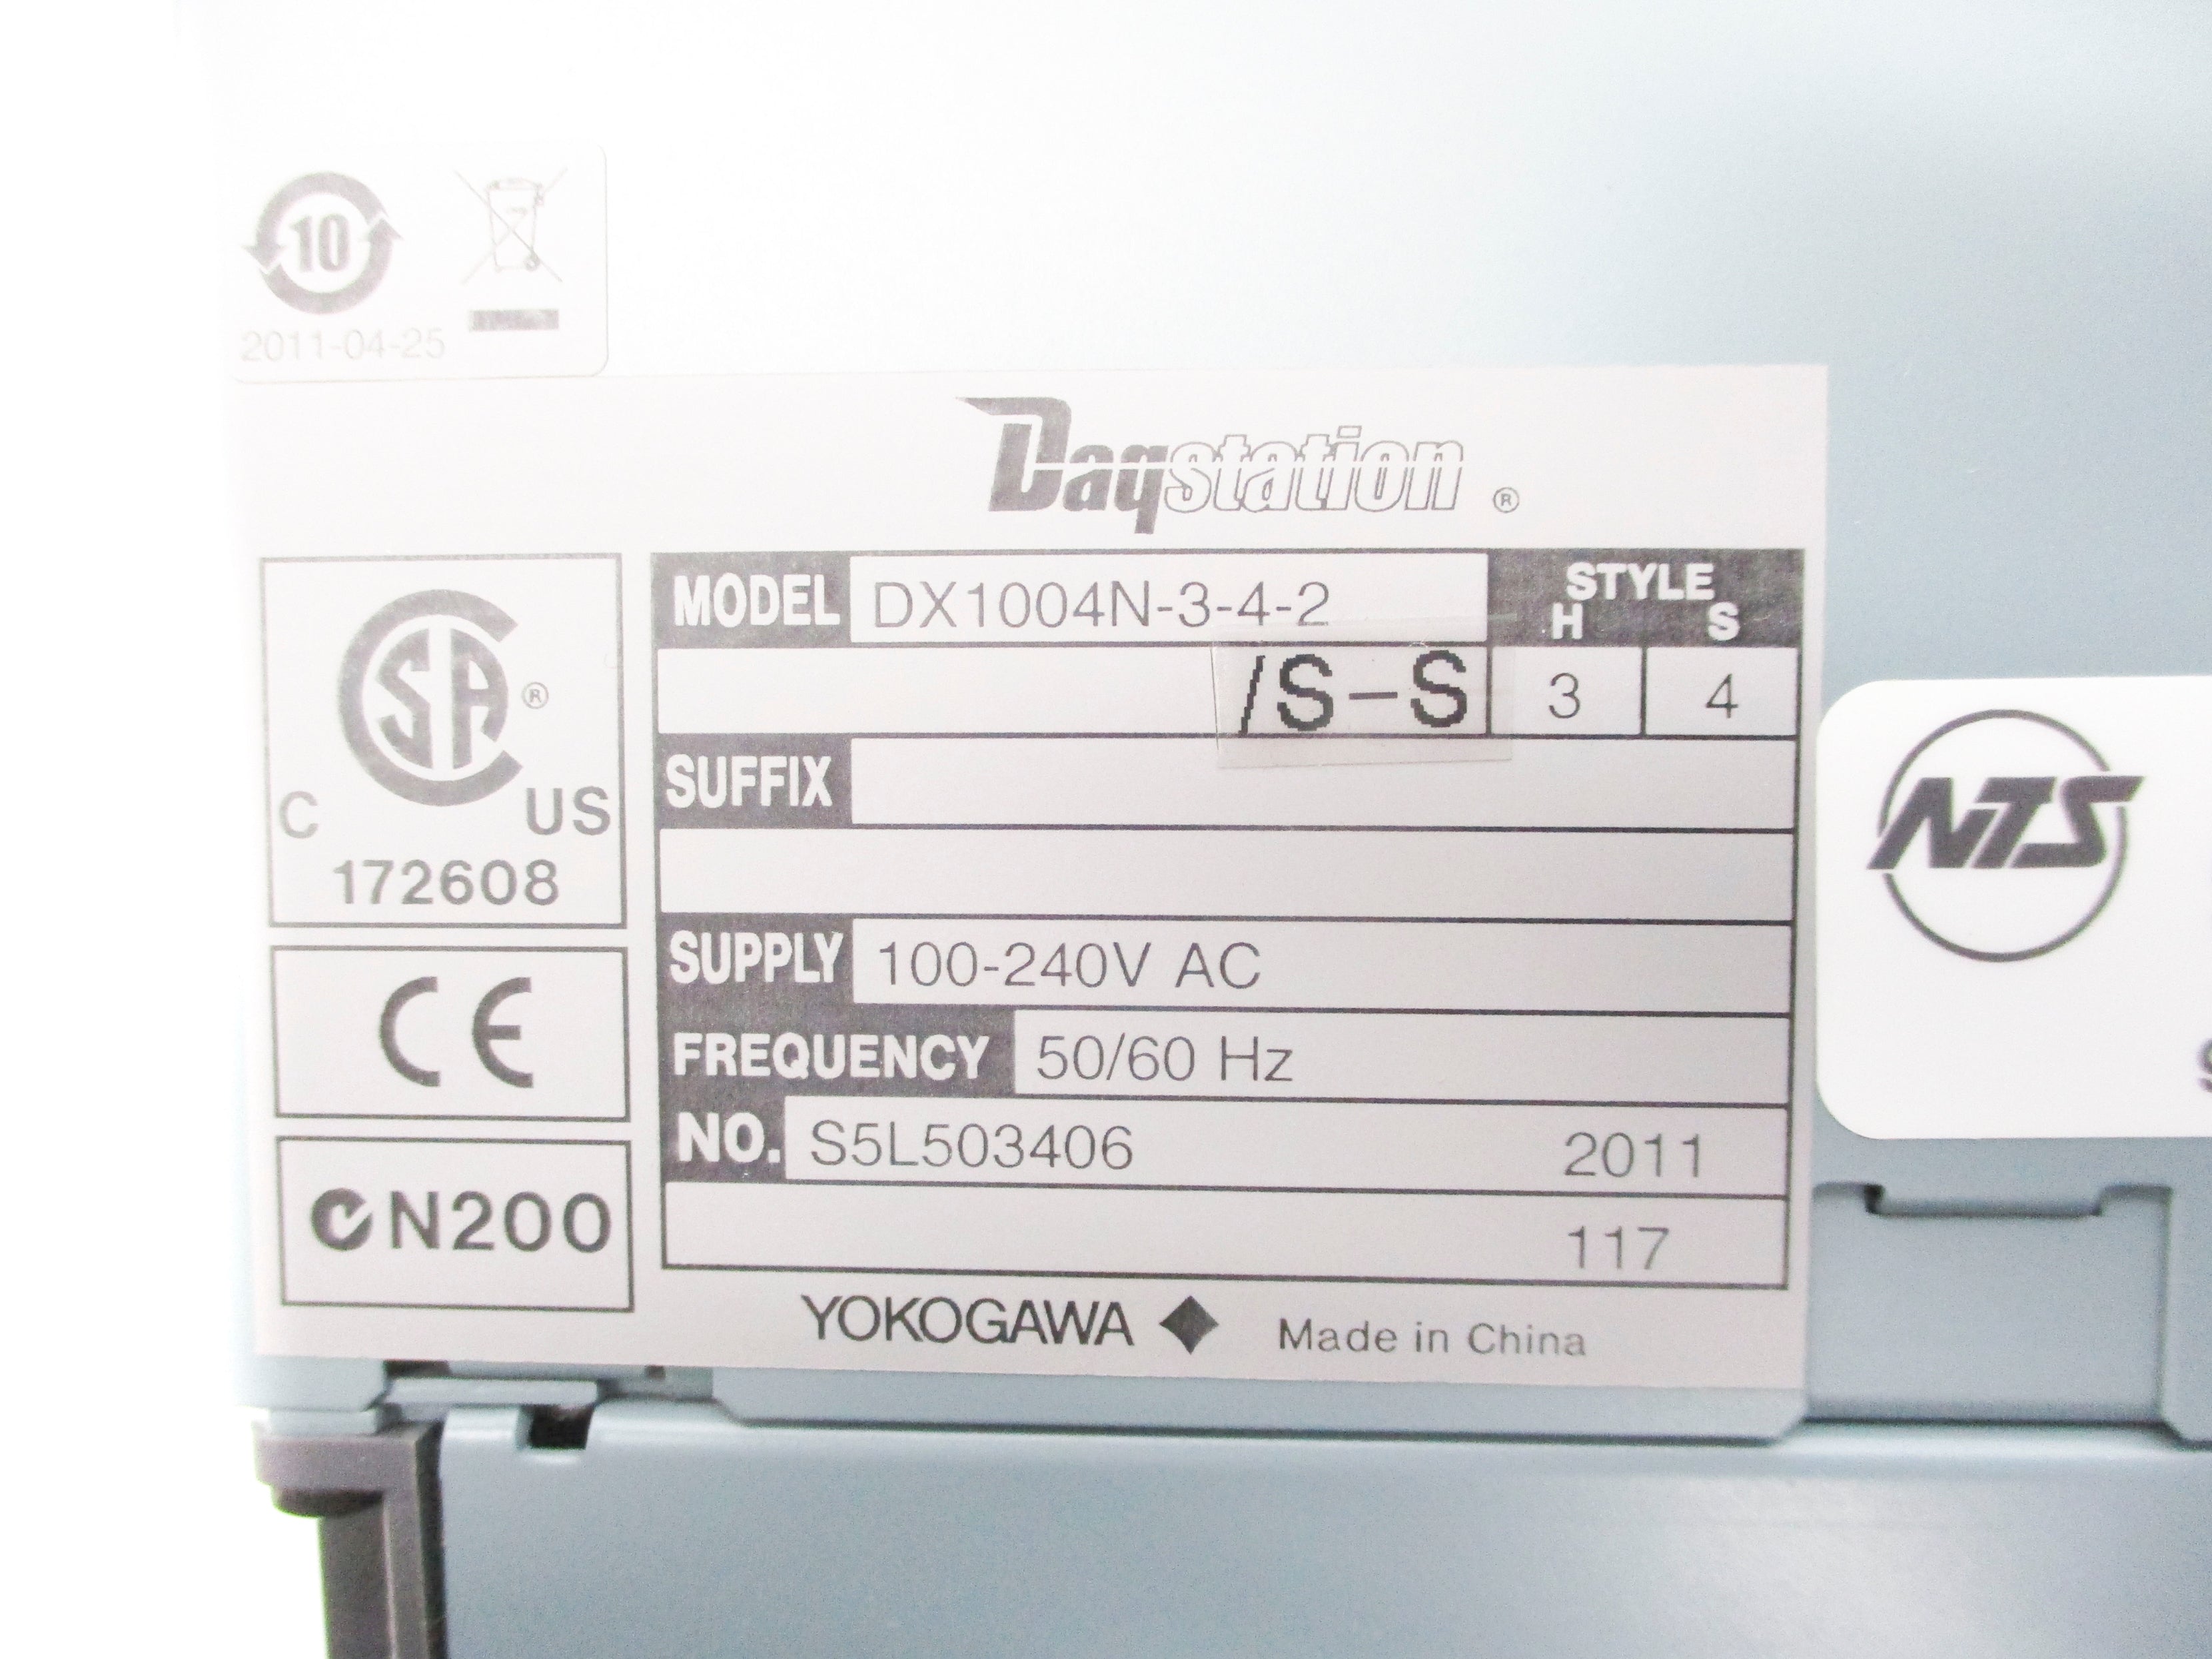 10
2011-04-25
Daqstation ®
CSA ®
C US
172608
CE
N200
MODEL DX1004N-3-4-2
STYLE
H S
/S-S 3 4
SUFFIX
SUPPLY 100-240V AC
FREQUENCY 50/60 Hz
NO. S5L503406 2011
117
YOKOGAWA Made in China
NTS